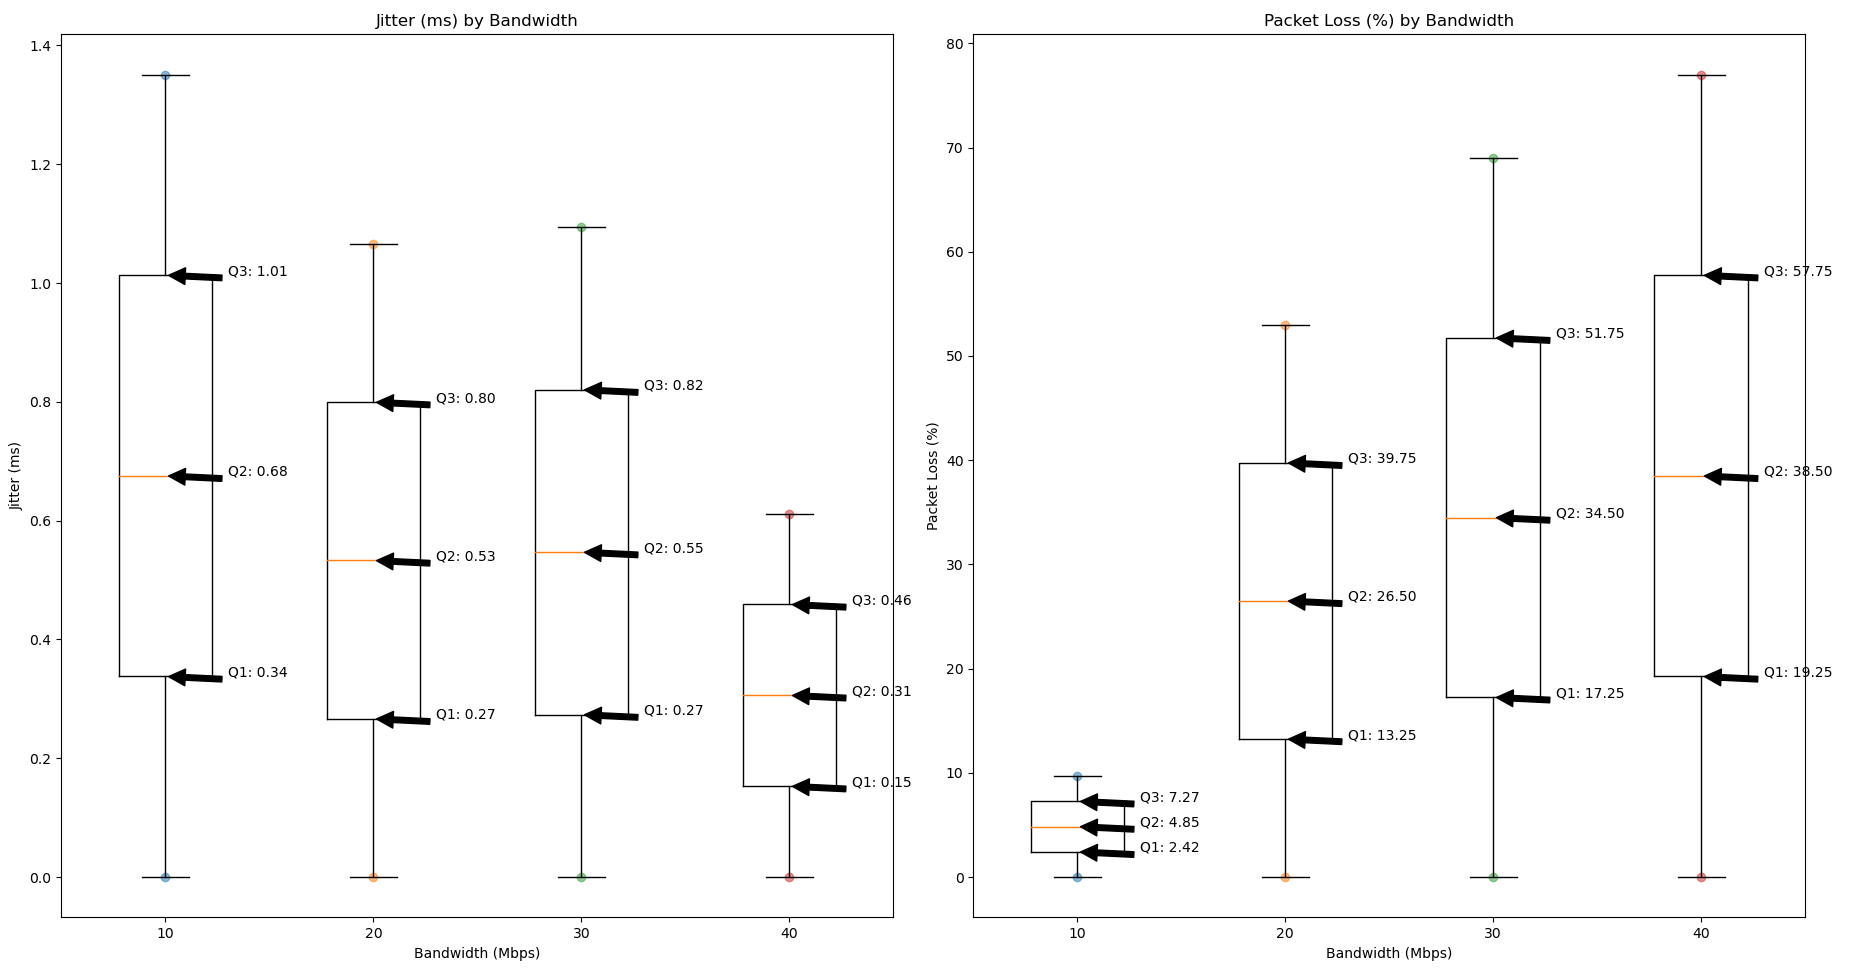 Jitter (ms) by Bandwidth
1.4
1.2
1.0
0.8
0.6
0.4
0.2
0.0
Jitter (ms)
Q3: 1.01
Q2: 0.68
Q1: 0.34
Q3: 0.80
Q2: 0.53
Q1: 0.27
Q3: 0.82
Q2: 0.55
Q1: 0.27
Q3: 0.46
Q2: 0.31
Q1: 0.15
10 20 30 40
Bandwidth (Mbps)
Packet Loss (%) by Bandwidth
80
70
60
50
40
30
20
10
0
Packet Loss (%)
Q3: 7.27
Q2: 4.85
Q1: 2.42
Q3: 39.75
Q2: 26.50
Q1: 13.25
Q3: 51.75
Q2: 34.50
Q1: 17.25
Q3: 57.75
Q2: 38.50
Q1: 19.25
10 20 30 40
Bandwidth (Mbps)